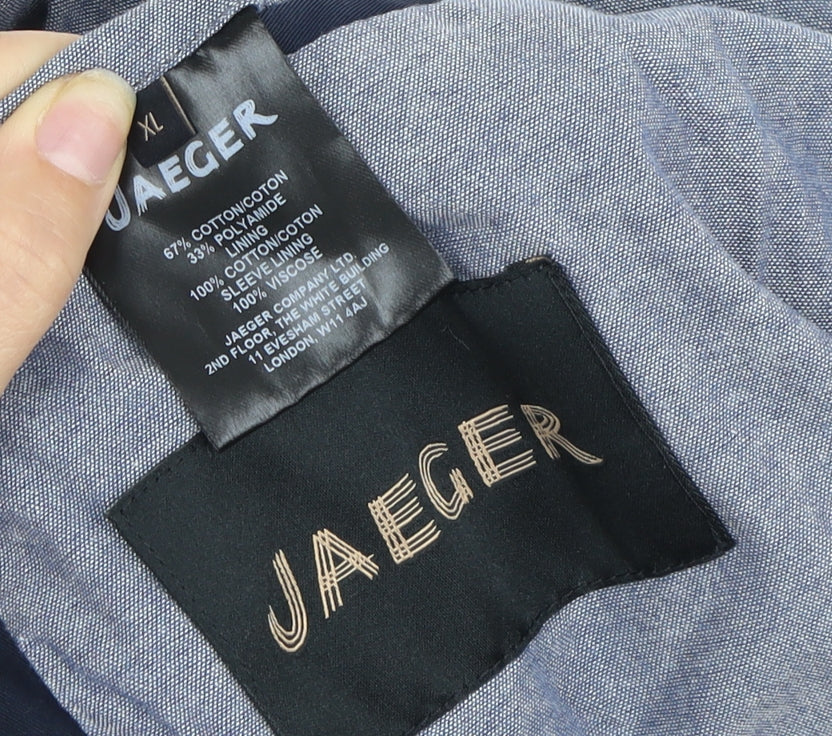 XL
JAEGER
67% COTTON/COTON
33% POLYAMIDE
LINING
100% COTTON/COTON
SLEEVE LINING
100% VISCOSE
JAEGER COMPANY LTD
2ND FLOOR, THE WHITE BUILDING
11 EVESHAM STREET
LONDON, W11 4AJ
JAEGER